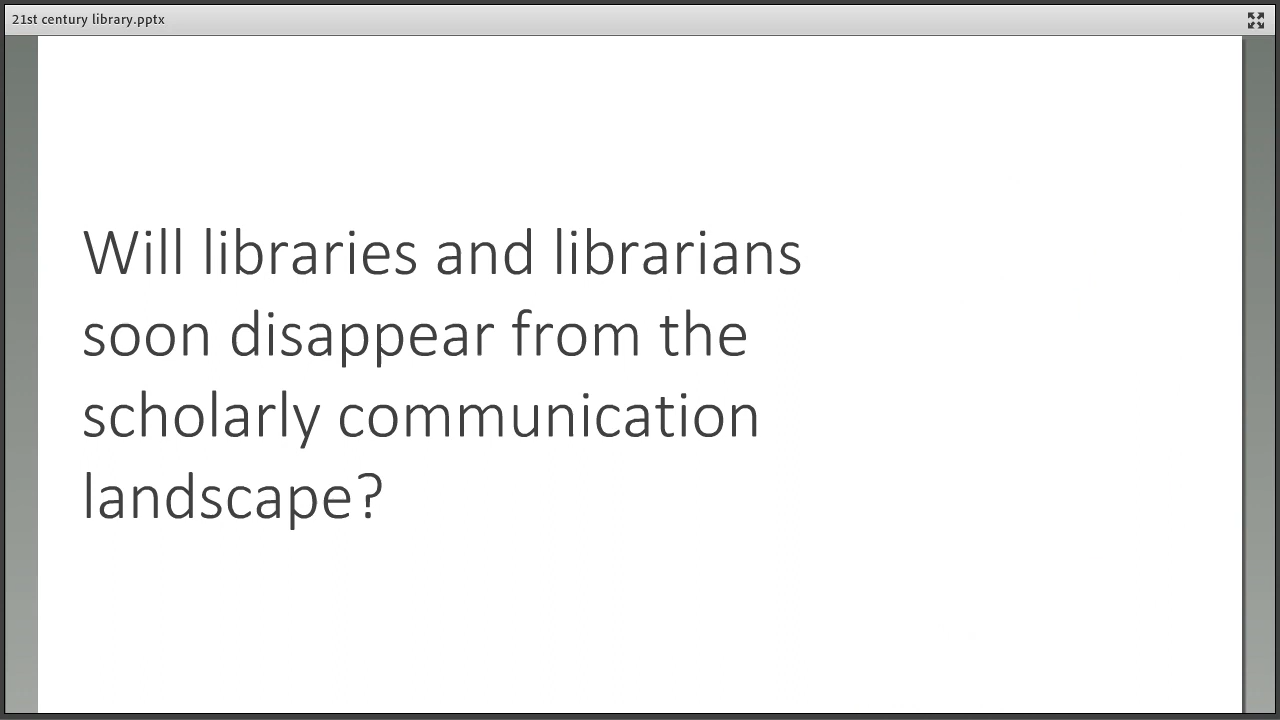 21st century library.pptx
Will libraries and librarians
soon disappear from the
scholarly communication
landscape?